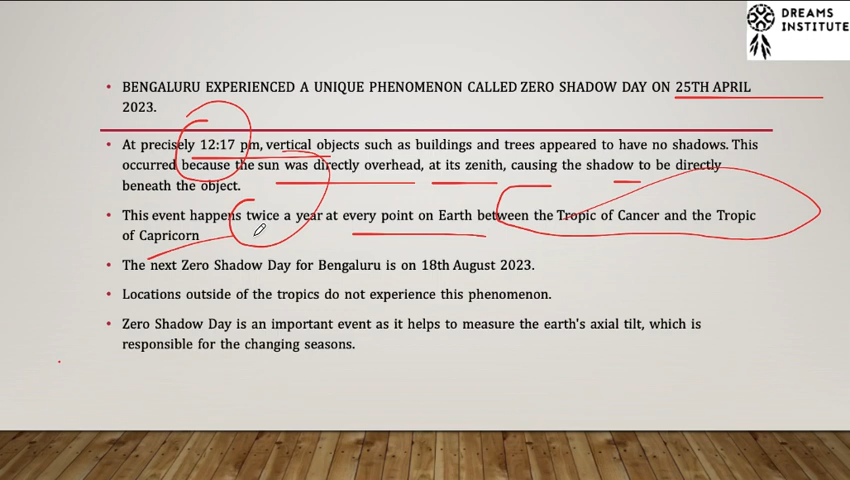 DREAMS
INSTITUTE
• BENGALURU EXPERIENCED A UNIQUE PHENOMENON CALLED ZERO SHADOW DAY ON 25TH APRIL
2023.
• At precisely 12:17 pm, vertical objects such as buildings and trees appeared to have no shadows. This
occurred because the sun was directly overhead, at its zenith, causing the shadow to be directly
beneath the object.
• This event happens twice a year at every point on Earth between the Tropic of Cancer and the Tropic
of Capricorn
• The next Zero Shadow Day for Bengaluru is on 18th August 2023.
• Locations outside of the tropics do not experience this phenomenon.
• Zero Shadow Day is an important event as it helps to measure the earth's axial tilt, which is
responsible for the changing seasons.